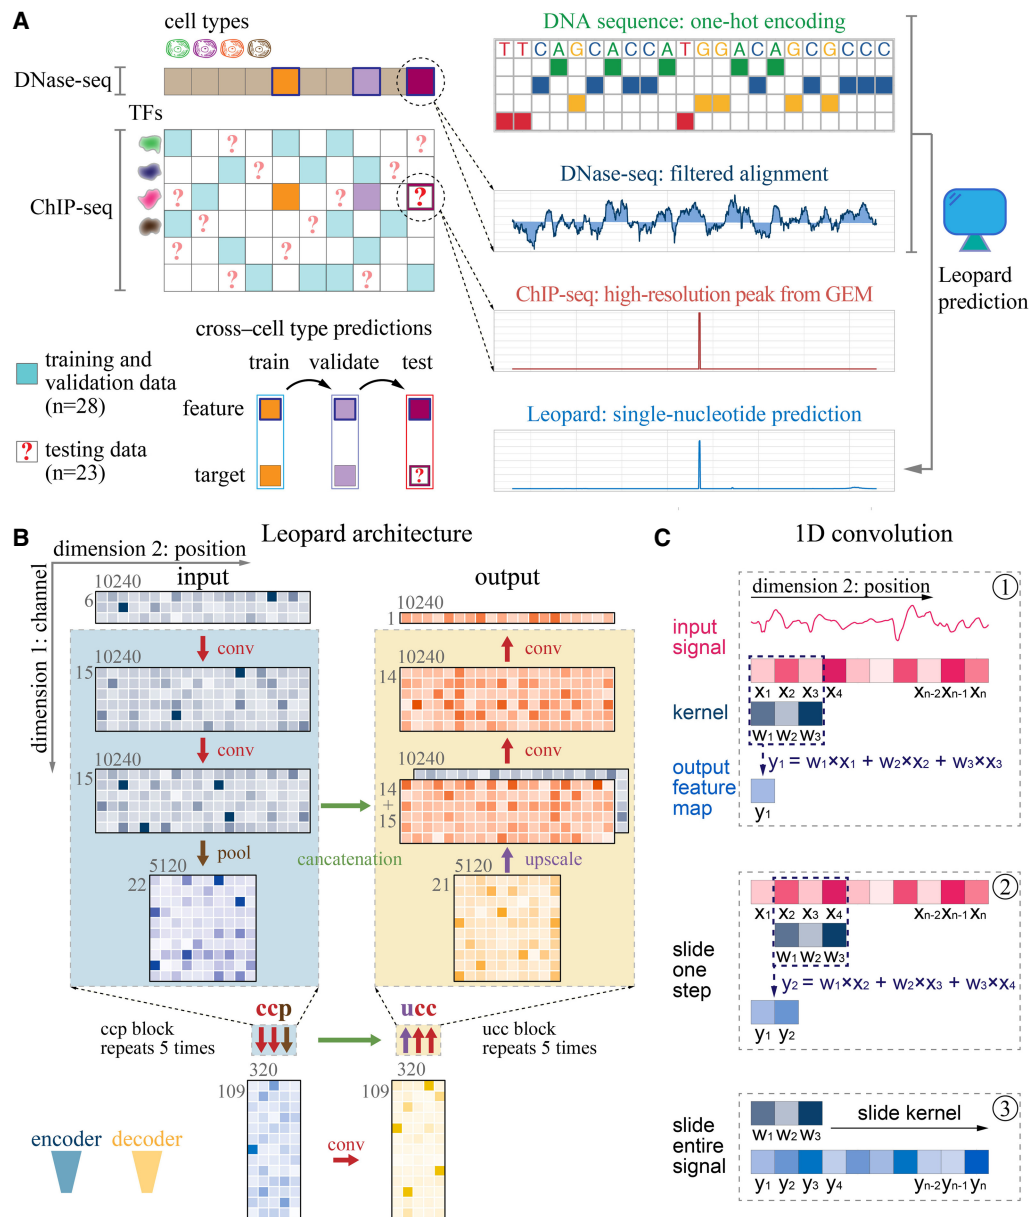 A
cell types
DNase-seq
TFs
ChIP-seq
?
?
?
?
?
?
?
?
?
?
?
?
cross–cell type predictions
train
validate
test
feature
target
?
training and
validation data
(n=28)
?
testing data
(n=23)
DNA sequence: one-hot encoding
T T C A G C A C C A T G G A C A G C G C C C
DNase-seq: filtered alignment
ChIP-seq: high-resolution peak from GEM
Leopard: single-nucleotide prediction
Leopard
prediction
B
Leopard architecture
dimension 2: position
dimension 1: channel
input
output
10240
6
conv
10240
15
conv
10240
15
pool
5120
22
10240
1
conv
10240
14
conv
10240
14
+
15
cancatenation
upscale
5120
21
ccp
ucc
ccp block
repeats 5 times
ucc block
repeats 5 times
320
109
conv
320
109
encoder
decoder
C
1D convolution
1
dimension 2: position
input
signal
x1 x2 x3 x4 xn-2 xn-1 xn
kernel
w1 w2 w3
y1 = w1×x1 + w2×x2 + w3×x3
output
feature
map
y1
2
x1 x2 x3 x4 xn-2 xn-1 xn
w1 w2 w3
slide
one
step
y2 = w1×x2 + w2×x3 + w3×x4
y1 y2
3
slide
entire
signal
w1 w2 w3
slide kernel
y1 y2 y3 y4 yn-2 yn-1 yn